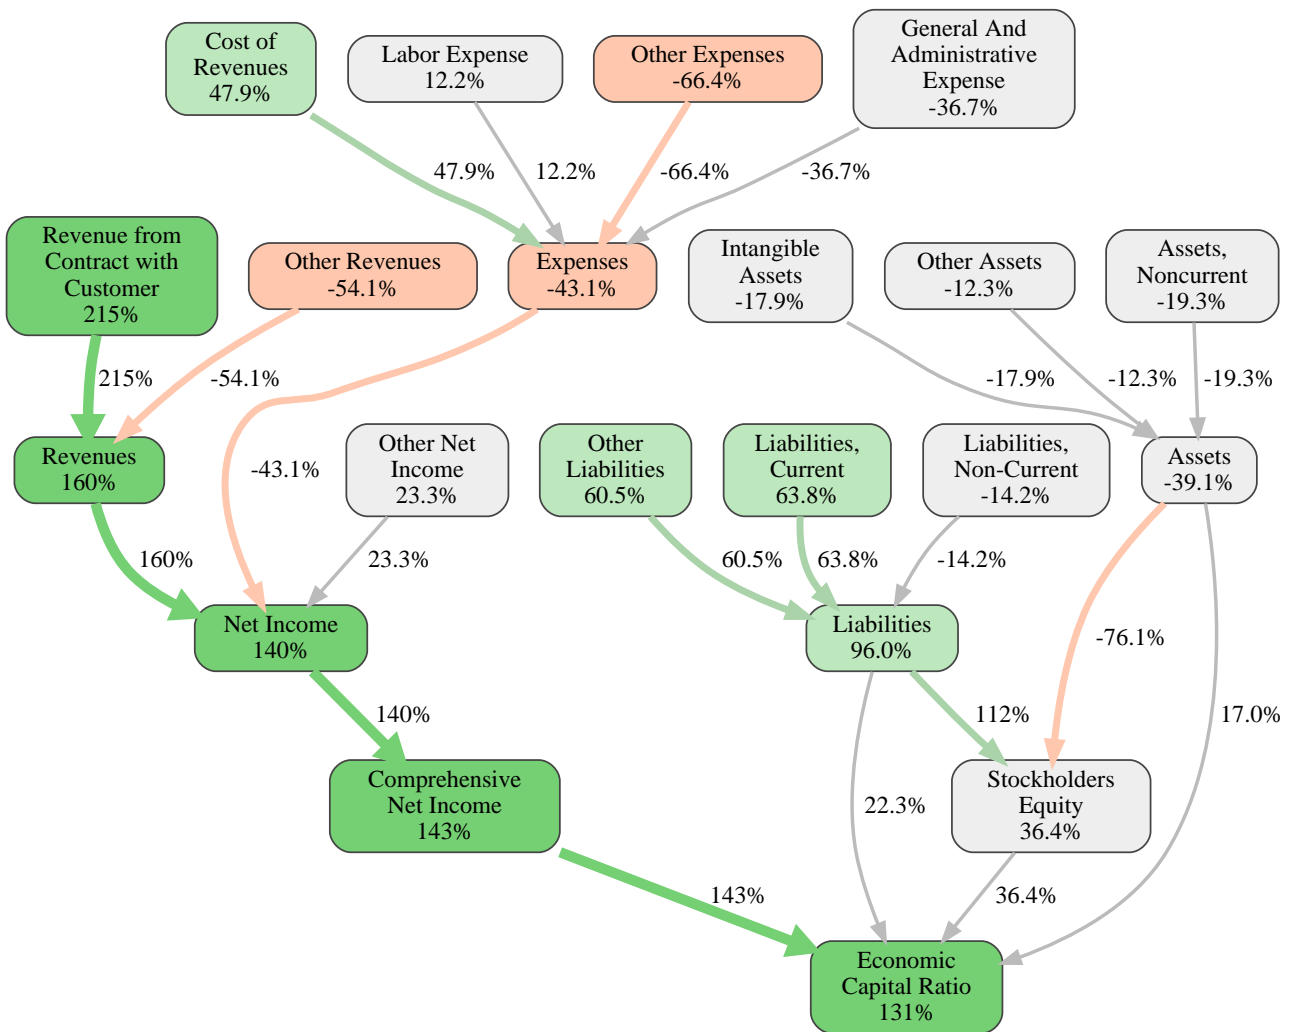 Cost of
Revenues
47.9%
Labor Expense
12.2%
Other Expenses
-66.4%
General And
Administrative
Expense
-36.7%
47.9%
12.2%
-66.4%
-36.7%
Revenue from
Contract with
Customer
215%
Other Revenues
-54.1%
Expenses
-43.1%
Intangible
Assets
-17.9%
Other Assets
-12.3%
Assets,
Noncurrent
-19.3%
215%
-54.1%
-17.9%
-12.3%
-19.3%
Revenues
160%
-43.1%
Other Net
Income
23.3%
Other
Liabilities
60.5%
Liabilities,
Current
63.8%
Liabilities,
Non-Current
-14.2%
Assets
-39.1%
160%
23.3%
60.5%
63.8%
-14.2%
Net Income
140%
Liabilities
96.0%
-76.1%
140%
112%
17.0%
Comprehensive
Net Income
143%
22.3%
Stockholders
Equity
36.4%
143%
36.4%
Economic
Capital Ratio
131%